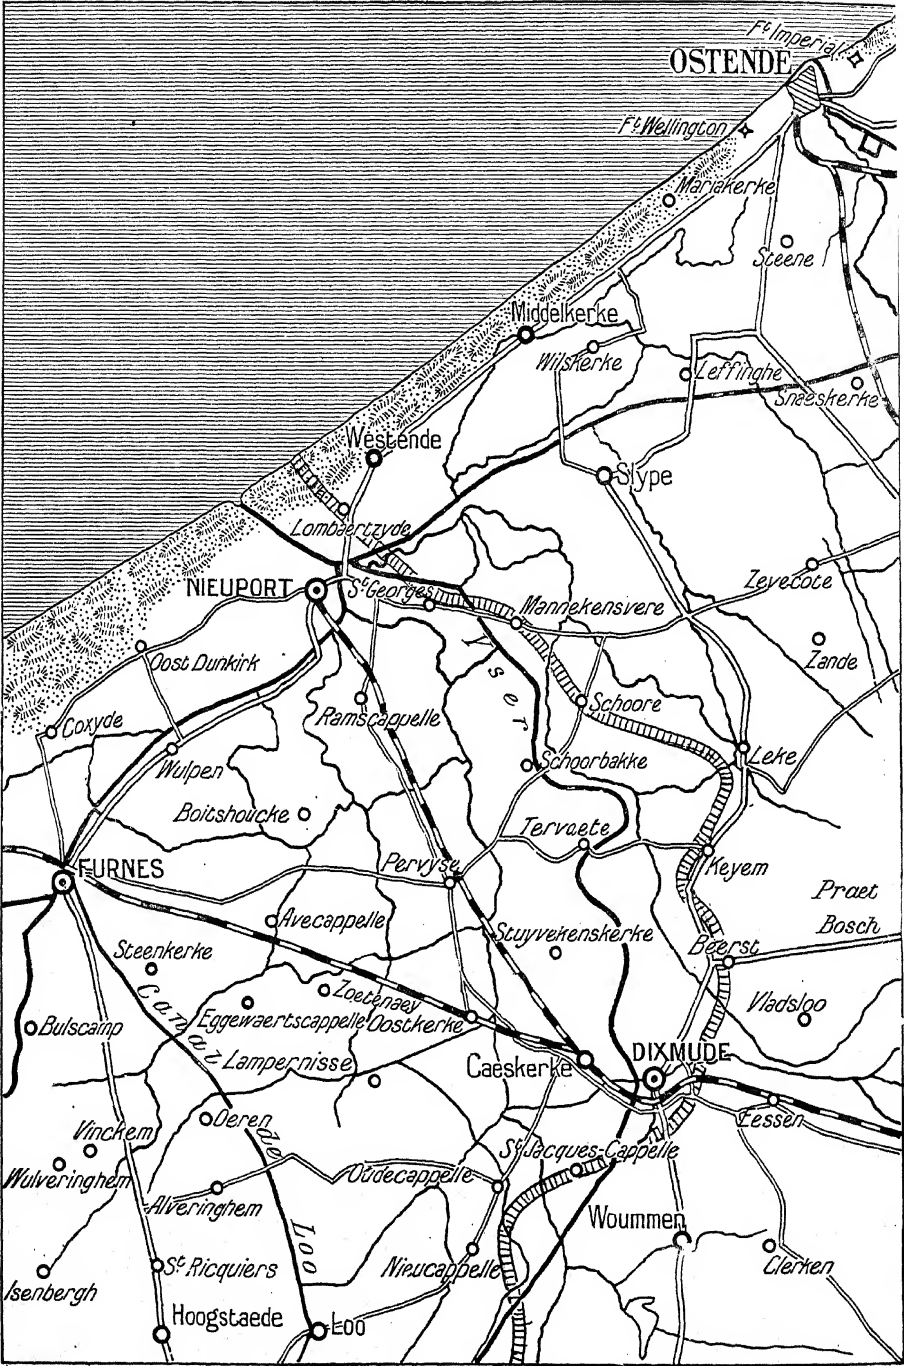 Ft Imperial
OSTENDE
Ft Wellington
Mariakerke
Steene
Middelkerke
Wilskerke
Leffinghe
Snaeskerke
Westende
Slype
Lombaertzyde
Zevecote
NIEUPORT
St Georges
Mannekensvere
Zande
Oost Dunkirk
Yser
Schoore
Ramscappelle
Coxyde
Leke
Schoorbakke
Wulpen
Boitshoucke
Tervaete
Pervyse
Keyem
FURNES
Praet
Bosch
Avecappelle
Stuyvekenskerke
Beerst
Steenkerke
Zoetenaey
Vladsloo
Eggewaertscappelle
Oostkerke
Bulscamp
Canal de Loo
Lampernisse
DIXMUDE
Caeskerke
Deren
Eessen
Vinckem
St Jacques-Cappelle
Wulveringhem
Oudecappelle
Alveringhem
Woummen
St Ricquiers
Nieucappelle
Clerken
Isenbergh
Hoogstaede
Loo